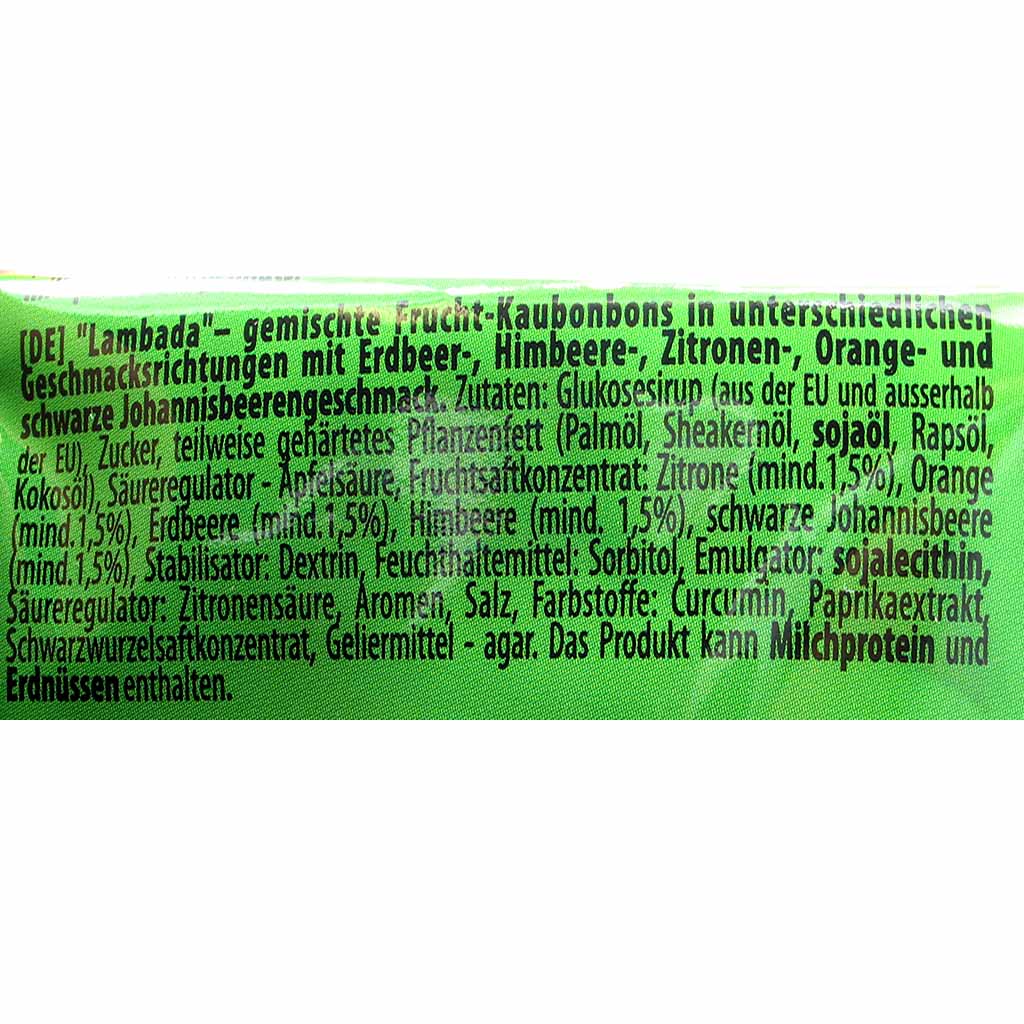 [DE] "Lambada"– gemischte Frucht-Kaubonbons in unterschiedlichen
Geschmacksrichtungen mit Erdbeer-, Himbeere-, Zitronen-, Orange- und
schwarze Johannisbeerengeschmack. Zutaten: Glukosesirup (aus der EU und ausserhalb
der EU), Zucker, teilweise gehärtetes Pflanzenfett (Palmöl, Sheakernöl, sojaöl, Rapsöl,
Kokosöl), Säureregulator - Apfelsäure, Fruchtsaftkonzentrat: Zitrone (mind.1,5%), Orange
(mind.1,5%), Erdbeere (mind.1,5%), Himbeere (mind. 1,5%), schwarze Johannisbeere
(mind.1,5%), Stabilisator: Dextrin, Feuchthaltemittel: Sorbitol, Emulgator: sojalecithin,
Säureregulator: Zitronensäure, Aromen, Salz, Farbstoffe: Curcumin, Paprikaextrakt,
Schwarzwurzelsaftkonzentrat, Geliermittel - agar. Das Produkt kann Milchprotein und
Erdnüssen enthalten.